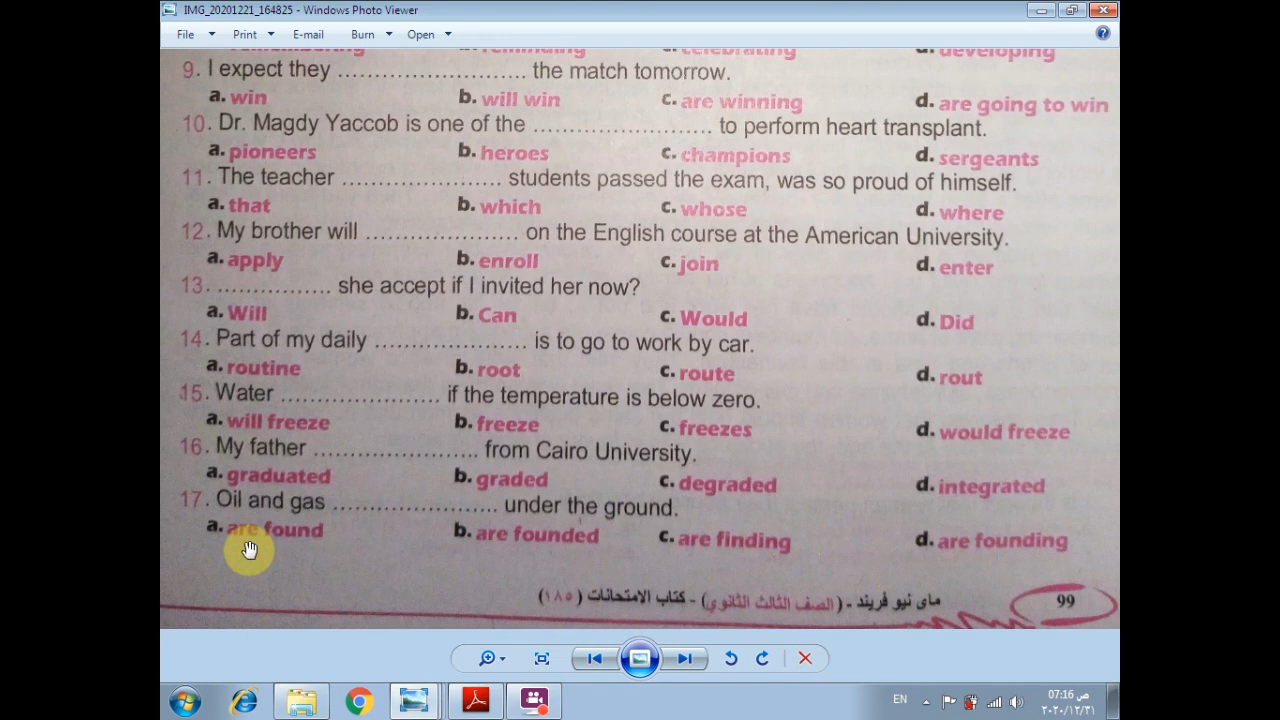 IMG_20201221_164825 - Windows Photo Viewer
File Print E-mail Burn Open
remembering b. reminding c. celebrating d. developing
9. I expect they ............................ the match tomorrow.
a. win b. will win c. are winning d. are going to win
10. Dr. Magdy Yaccob is one of the .......................... to perform heart transplant.
a. pioneers b. heroes c. champions d. sergeants
11. The teacher ....................... students passed the exam, was so proud of himself.
a. that b. which c. whose d. where
12. My brother will ...................... on the English course at the American University.
a. apply b. enroll c. join d. enter
13. ................ she accept if I invited her now?
a. Will b. Can c. Would d. Did
14. Part of my daily ...................... is to go to work by car.
a. routine b. root c. route d. rout
15. Water ....................... if the temperature is below zero.
a. will freeze b. freeze c. freezes d. would freeze
16. My father ........................ from Cairo University.
a. graduated b. graded c. degraded d. integrated
17. Oil and gas ........................ under the ground.
a. are found b. are founded c. are finding d. are founding
ماى نيو فريند - (الصف الثالث الثانوي) - كتاب الامتحانات (١٨٥) 99
EN 07:16 ص
٢٠٢٠/١٢/٣١